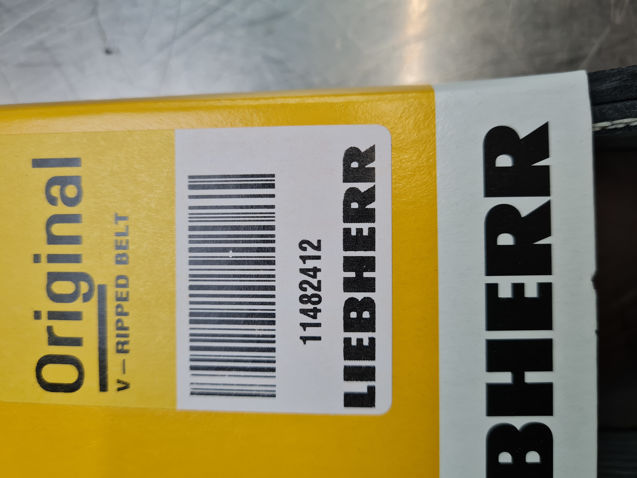 Original
V-RIPPED BELT
11482412
LIEBHERR
BHERR